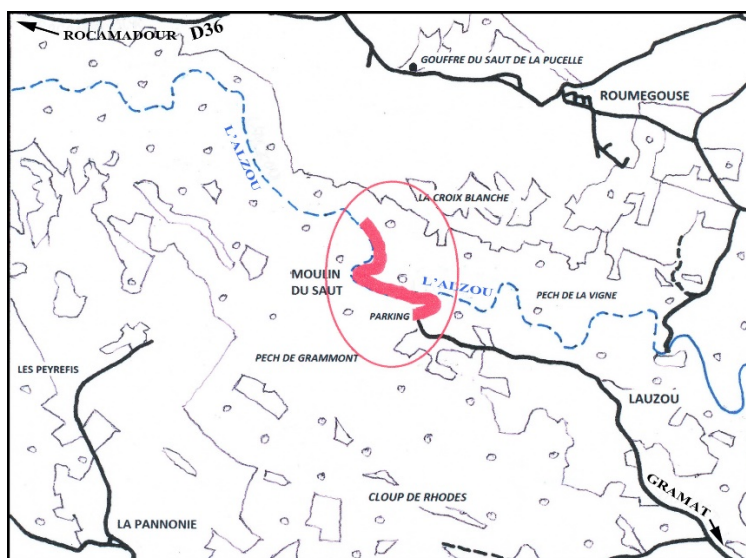 ROCAMADOUR D36
GOUFFRE DU SAUT DE LA PUCELLE
ROUMEGOUSE
L'ALZOU
LA CROIX BLANCHE
MOULIN
DU SAUT
L'ALZOU
PECH DE LA VIGNE
PARKING
PECH DE GRAMMONT
LES PEYREFIS
LAUZOU
GRAMAT
CLOUP DE RHODES
LA PANNONIE